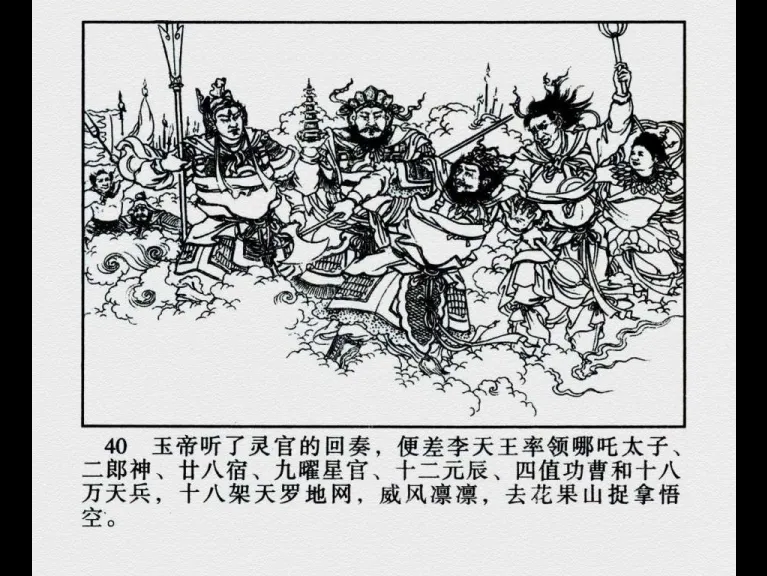 40 玉帝听了灵官的回奏，便差李天王率领哪吒太子、
二郎神、廿八宿、九曜星官、十二元辰、四值功曹和十八
万天兵，十八架天罗地网，威风凛凛，去花果山捉拿悟
空。